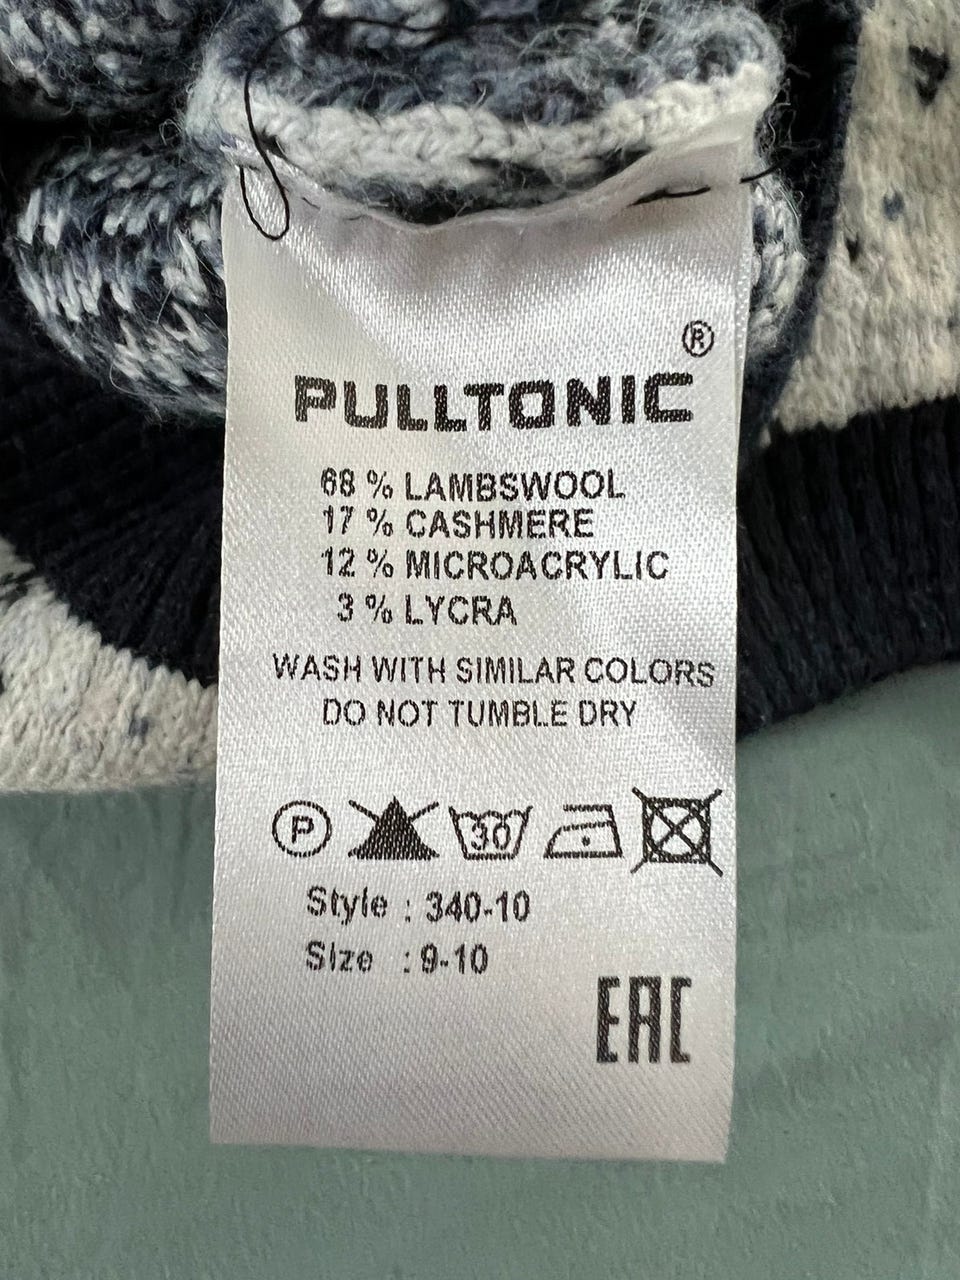 ®
PULLTONIC
68 % LAMBSWOOL
17 % CASHMERE
12 % MICROACRYLIC
3 % LYCRA
WASH WITH SIMILAR COLORS
DO NOT TUMBLE DRY
P 30
Style : 340-10
Size : 9-10
EAC